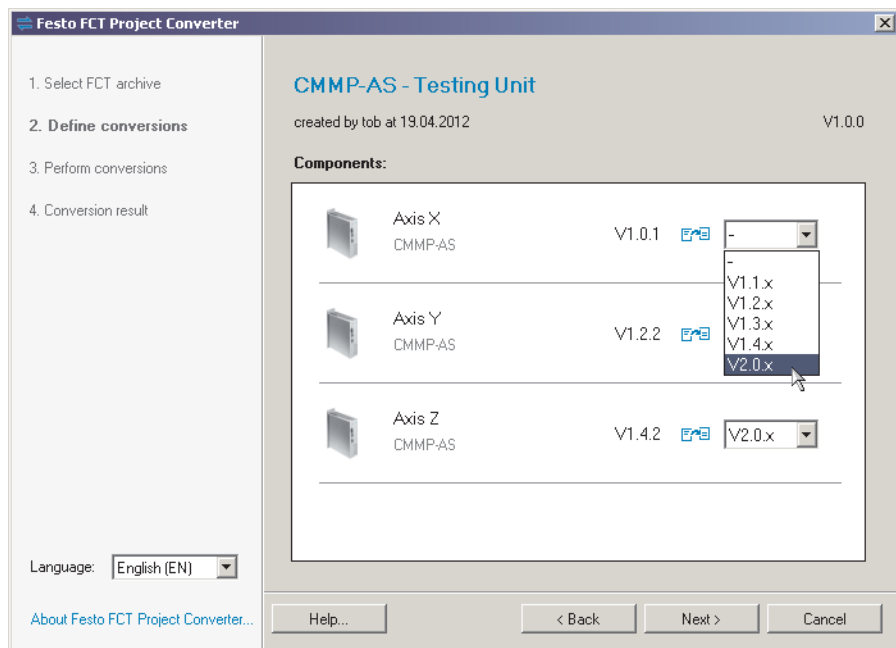 Festo FCT Project Converter
1. Select FCT archive
2. Define conversions
3. Perform conversions
4. Conversion result
Language: English (EN)
About Festo FCT Project Converter...
CMMP-AS - Testing Unit
created by tob at 19.04.2012 V1.0.0
Components:
Axis X
CMMP-AS
V1.0.1 -
-
V1.1.x
V1.2.x
V1.3.x
V1.4.x
V2.0.x
Axis Y
CMMP-AS
V1.2.2
Axis Z
CMMP-AS
V1.4.2 V2.0.x
Help... < Back Next > Cancel